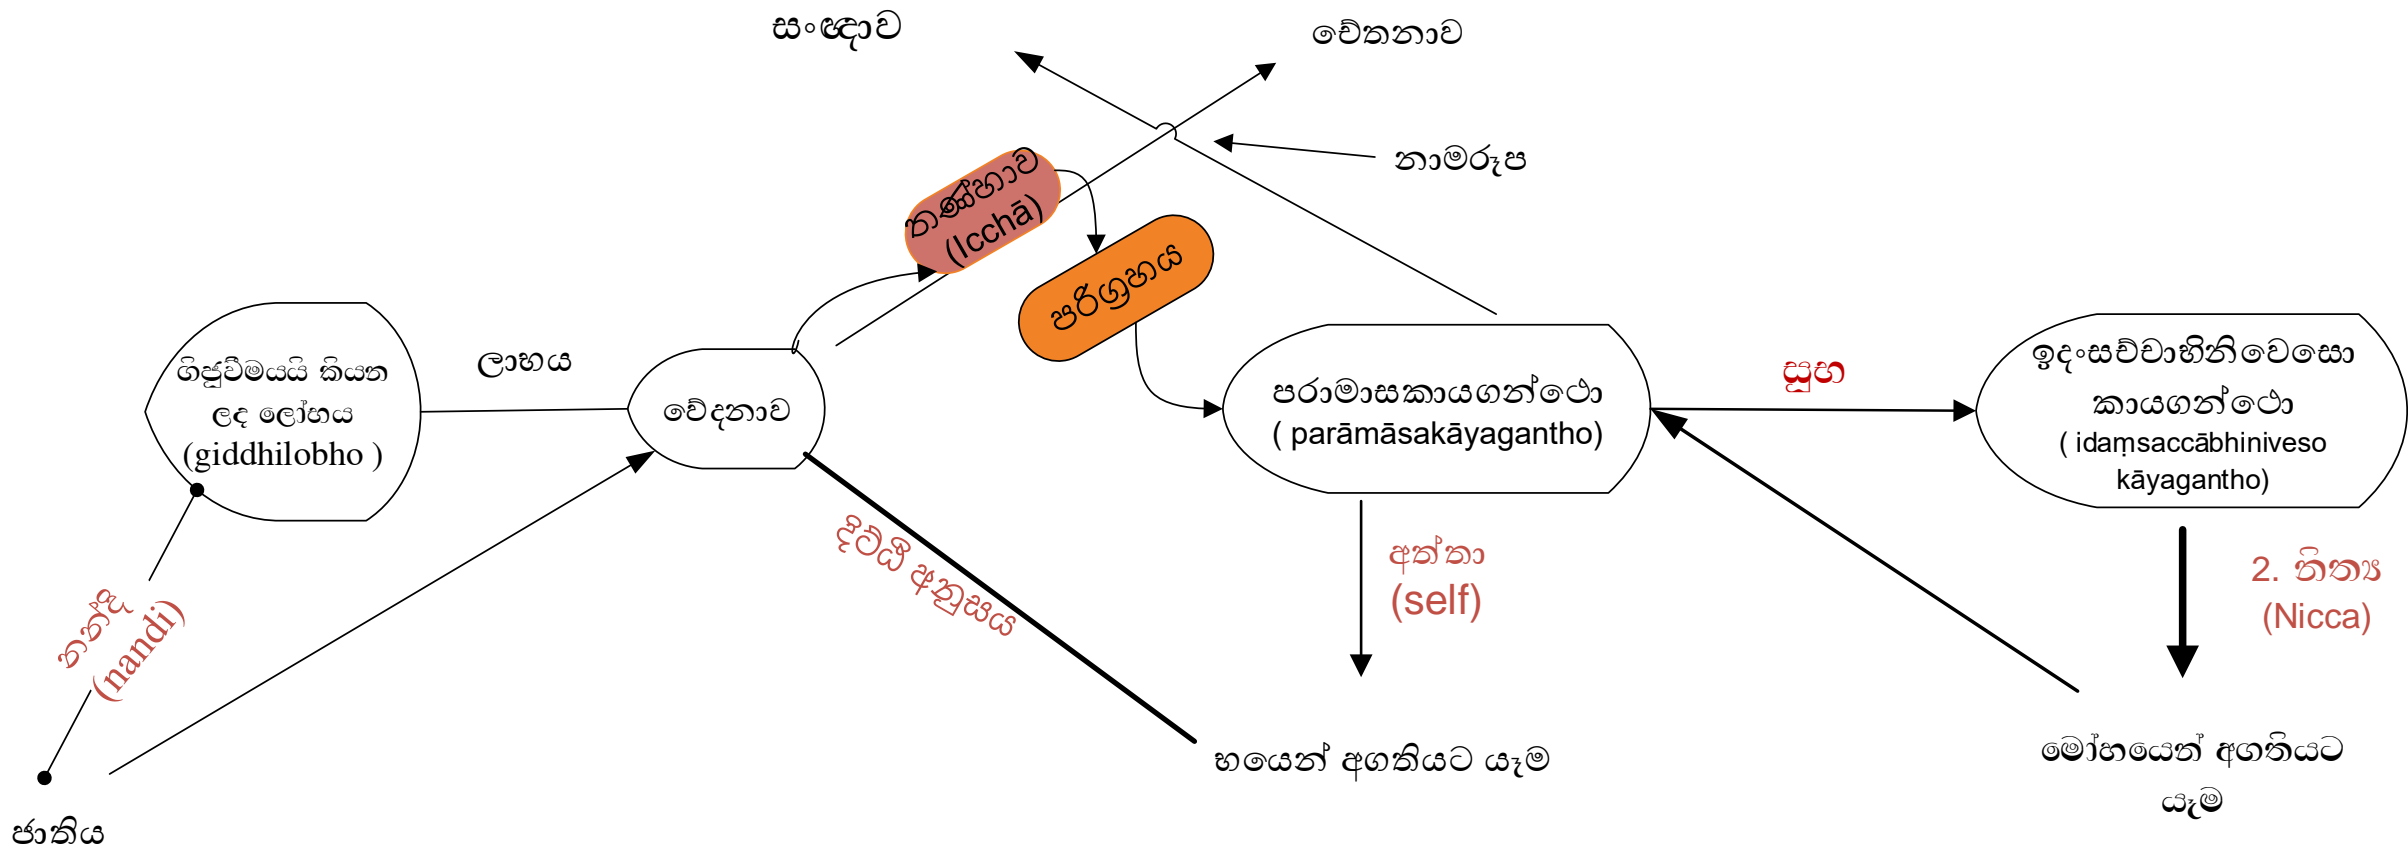 සංඥාව
චේතනාව
නාමරූප
තණ්හාව
(Icchā)
පරිග්‍රහය
ගිජුවීමයයි කියන
ලද ලෝභය
(giddhilobho )
ලාභය
වේදනාව
පරාමාසකායගන්ථො
( parāmāsakāyagantho)
සුභ
ඉදංසච්චාභිනිවෙසො
කායගන්ථො
( idaṃsaccābhiniveso
kāyagantho)
දිට්ඨි අනුසය
අත්තා
(self)
2. නිත්‍ය
(Nicca)
නන්දි
(nandi)
භයෙන් අගතියට යෑම
මෝහයෙන් අගතියට
යෑම
ජාතිය